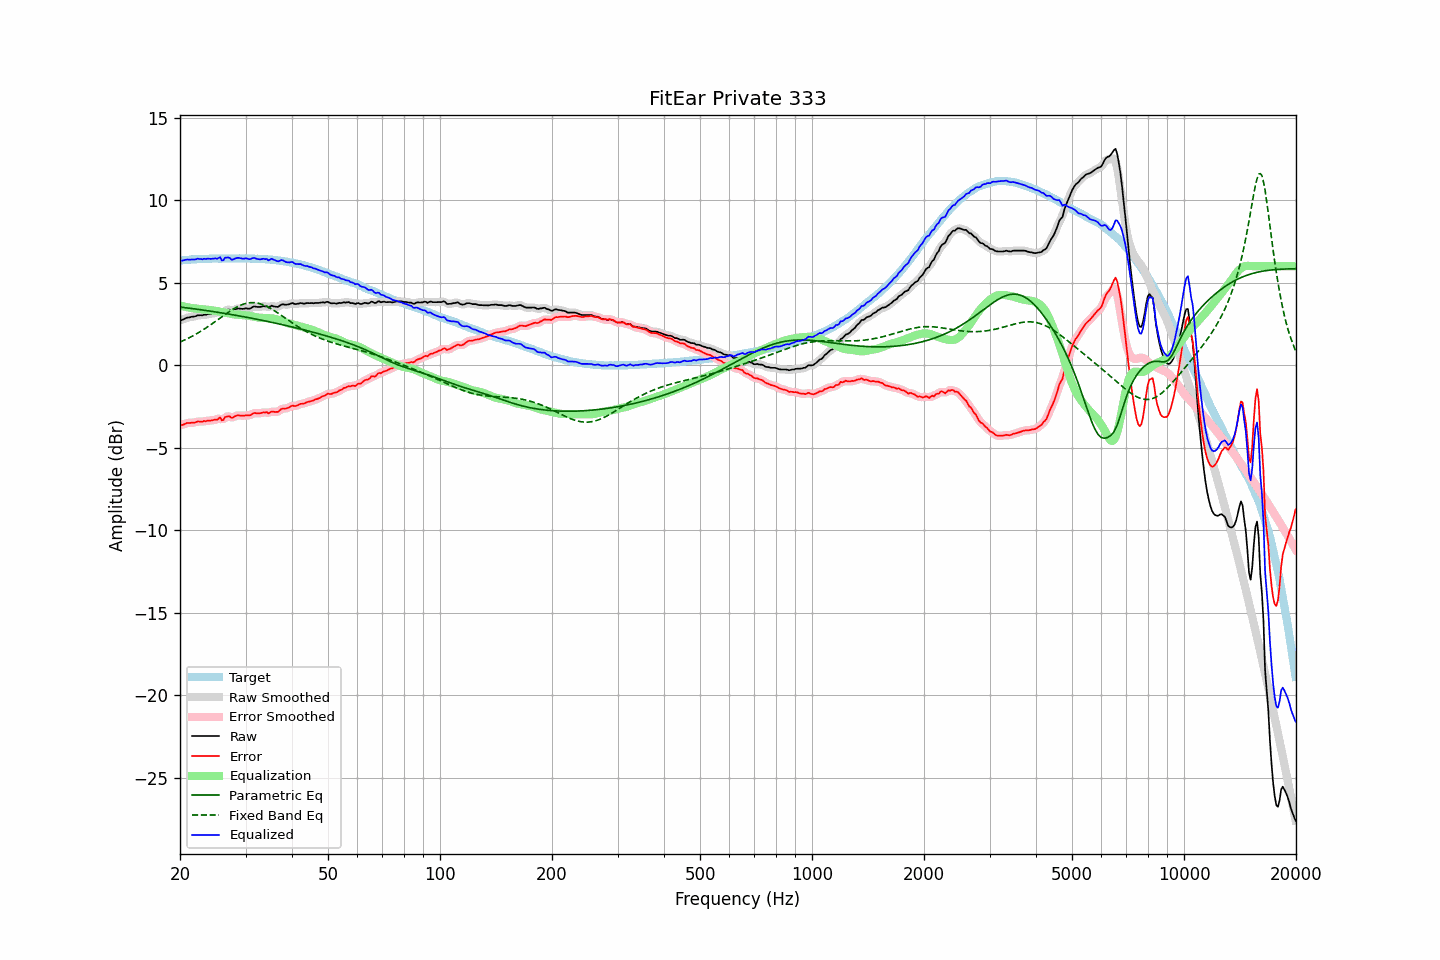 FitEar Private 333
15
10
5
0
−5
−10
−15
−20
−25
Amplitude (dBr)
Target
Raw Smoothed
Error Smoothed
Raw
Error
Equalization
Parametric Eq
Fixed Band Eq
Equalized
20
50
100
200
500
1000
2000
5000
10000
20000
Frequency (Hz)